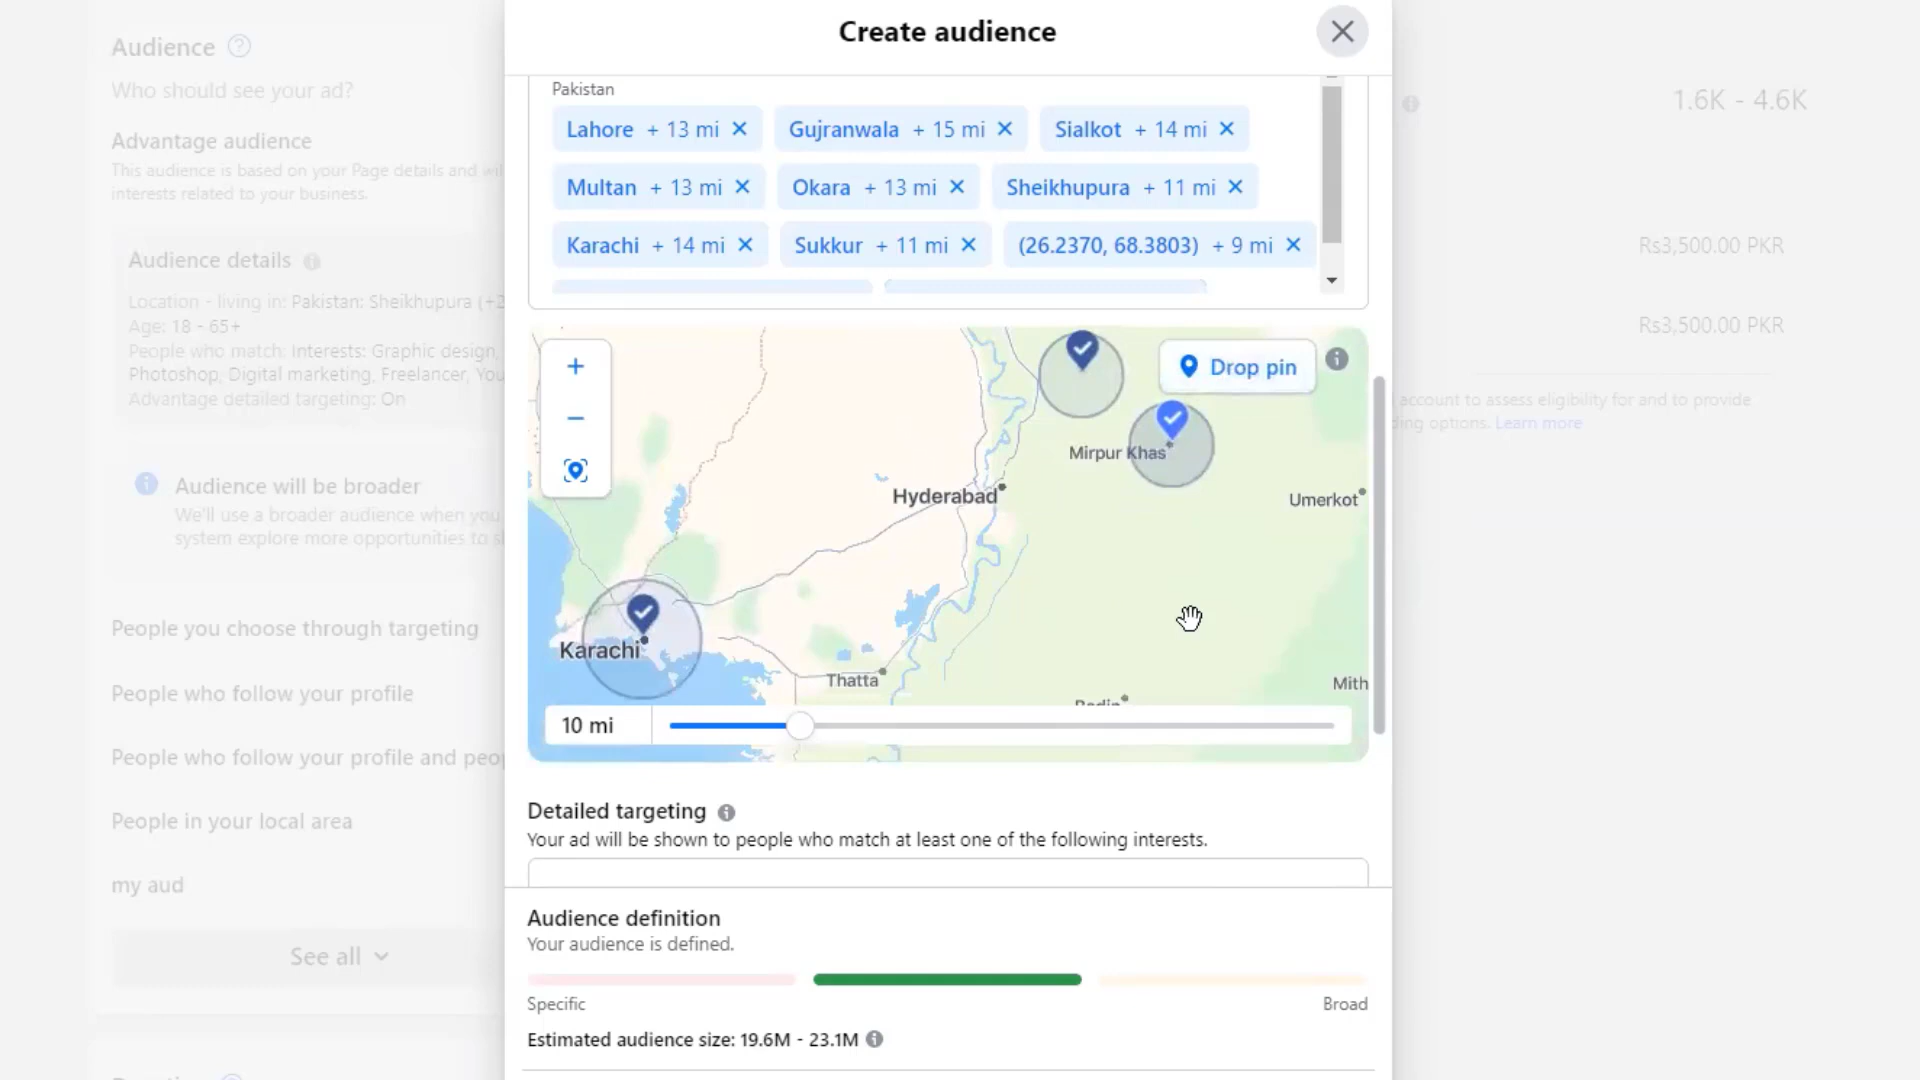 Create audience
Audience
Who should see your ad?
Advantage audience
This audience is based on your Page details and wil
interests related to your business.
Audience details
Location - living in: Pakistan: Sheikhupura (+2
Age: 18 - 65+
People who match: Interests: Graphic design,
Photoshop, Digital marketing, Freelancer, You
Advantage detailed targeting: On
Audience will be broader
We'll use a broader audience when you
system explore more opportunities to s
People you choose through targeting
People who follow your profile
People who follow your profile and peop
People in your local area
my aud
See all
Pakistan
Lahore + 13 mi
Gujranwala + 15 mi
Sialkot + 14 mi
Multan + 13 mi
Okara + 13 mi
Sheikhupura + 11 mi
Karachi + 14 mi
Sukkur + 11 mi
(26.2370, 68.3803) + 9 mi
Drop pin
Mirpur Khas
Hyderabad
Umerkot
Karachi
Thatta
Mith
Badin
10 mi
Detailed targeting
Your ad will be shown to people who match at least one of the following interests.
Audience definition
Your audience is defined.
Specific
Broad
Estimated audience size: 19.6M - 23.1M
1.6K - 4.6K
Rs3,500.00 PKR
Rs3,500.00 PKR
account to assess eligibility for and to provide
ding options. Learn more